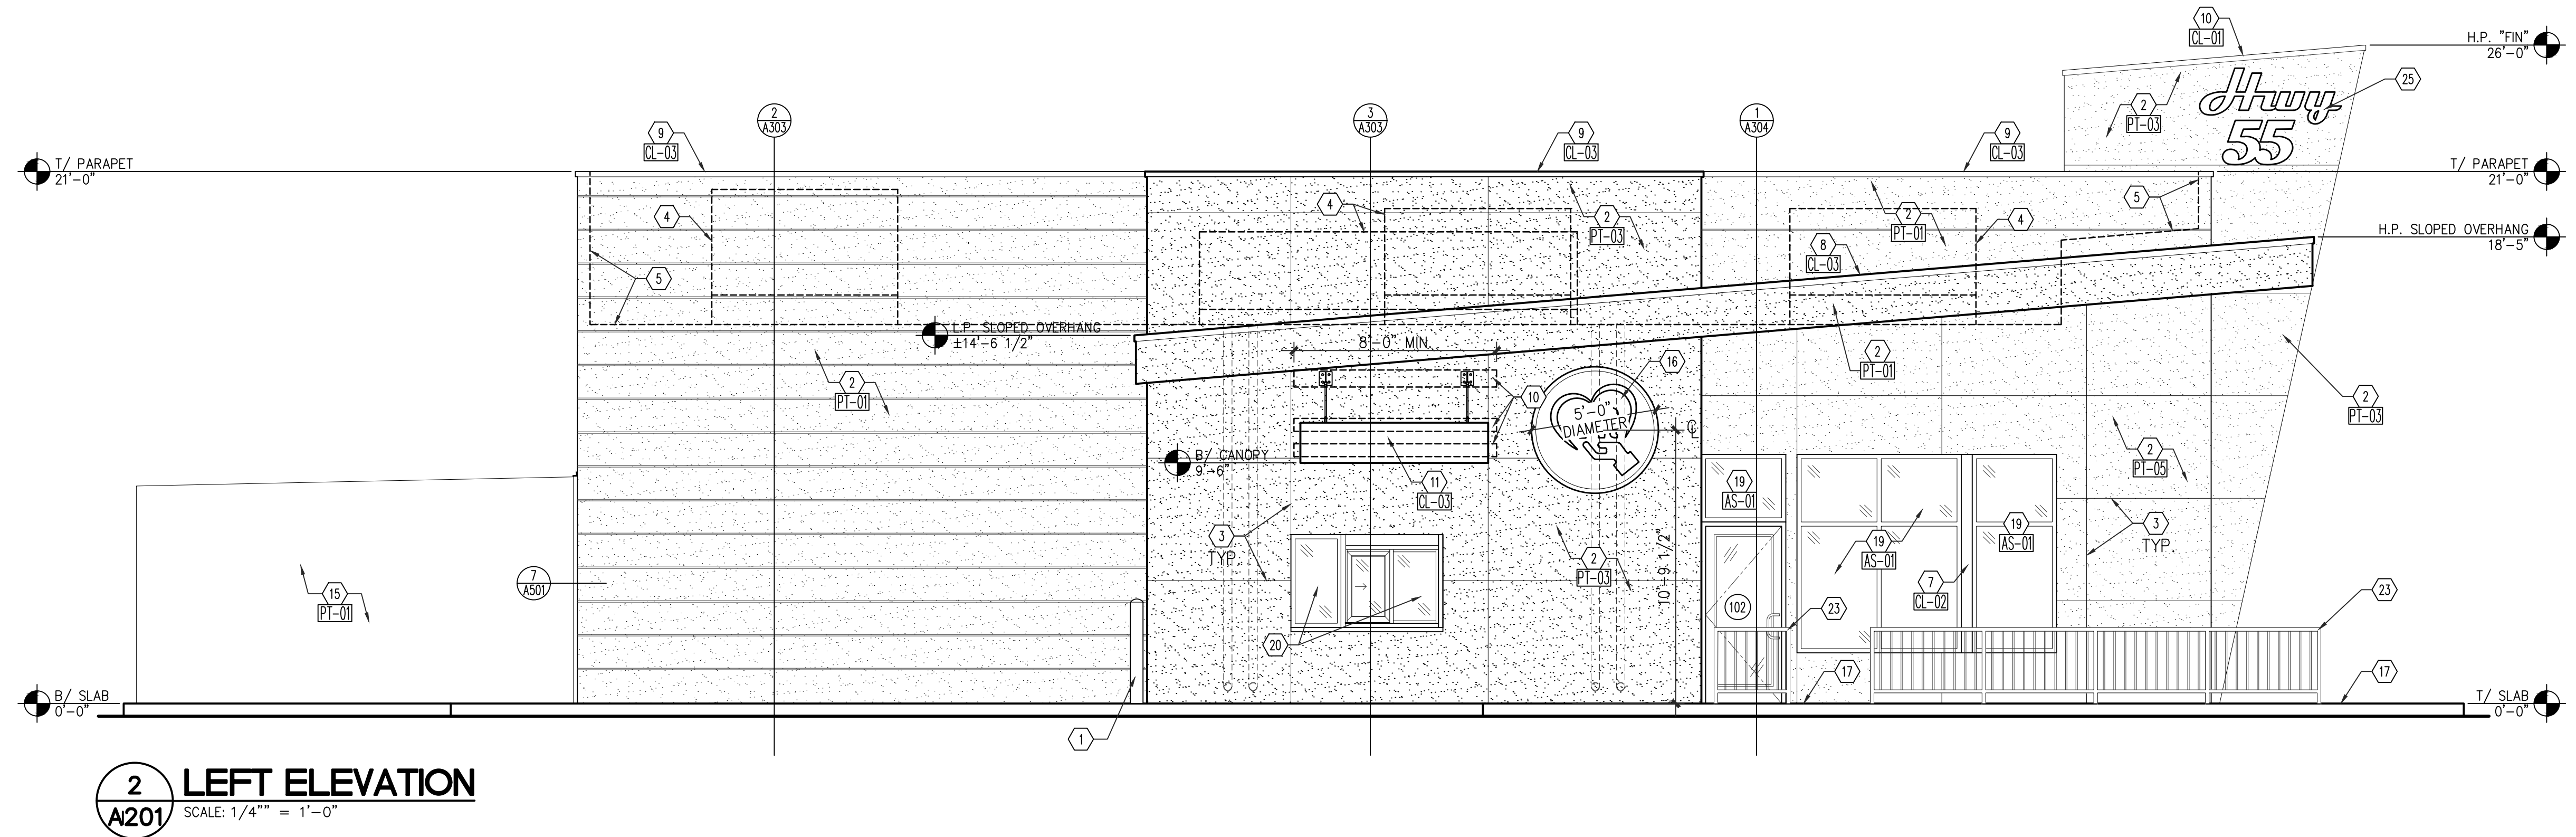 10
CL-01
H.P. "FIN"
26'-0"
25
Hwy
55
2
PT-03
2
A303
3
A303
1
A304
9
CL-03
9
CL-03
9
CL-03
T/ PARAPET
21'-0"
T/ PARAPET
21'-0"
4
4
2
PT-03
2
PT-01
4
5
H.P. SLOPED OVERHANG
18'-5"
8
CL-03
5
L.P. SLOPED OVERHANG
±14'-6 1/2"
8'-0" MIN.
16
2
PT-01
2
PT-01
10
5'-0"
DIAMETER
2
PT-03
B/ CANOPY
9'-6"
11
CL-03
19
AS-01
2
PT-05
3
TYP.
19
AS-01
19
AS-01
3
TYP.
2
PT-03
10'-9 1/2"
7
A501
15
PT-01
7
CL-02
102
23
23
20
17
17
B/ SLAB
0'-0"
T/ SLAB
0'-0"
1
2
A201
LEFT ELEVATION
SCALE: 1/4"" = 1'-0"